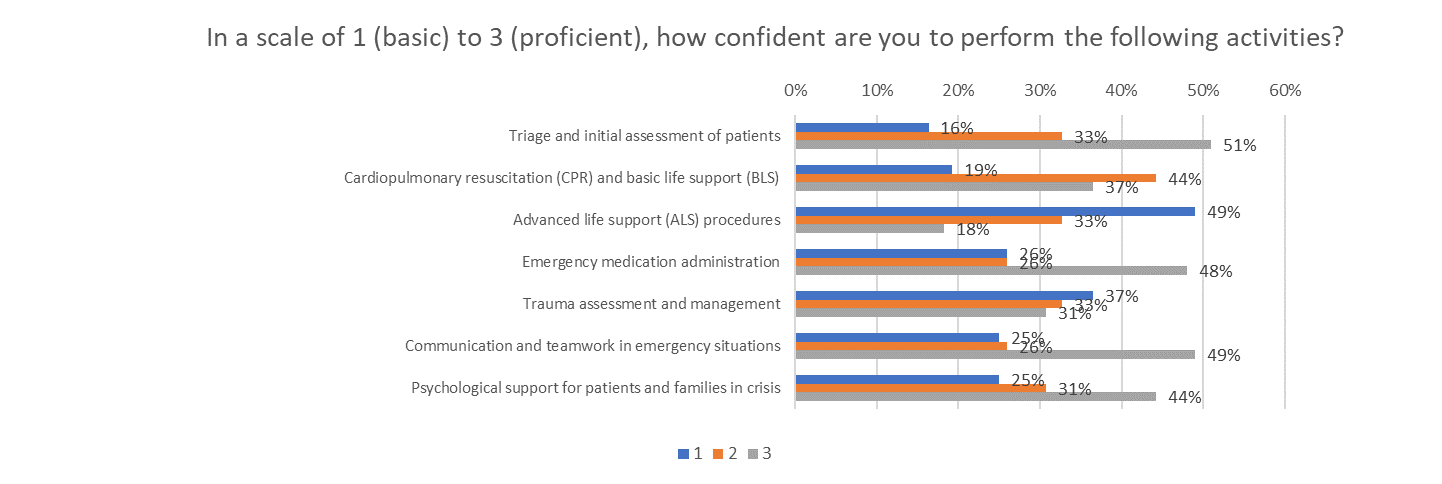 In a scale of 1 (basic) to 3 (proficient), how confident are you to perform the following activities?
0% 10% 20% 30% 40% 50% 60%
Triage and initial assessment of patients
16%
33%
51%
Cardiopulmonary resuscitation (CPR) and basic life support (BLS)
19%
44%
37%
Advanced life support (ALS) procedures
49%
33%
18%
Emergency medication administration
26%
26%
48%
Trauma assessment and management
37%
33%
31%
Communication and teamwork in emergency situations
25%
26%
49%
Psychological support for patients and families in crisis
25%
31%
44%
1 2 3